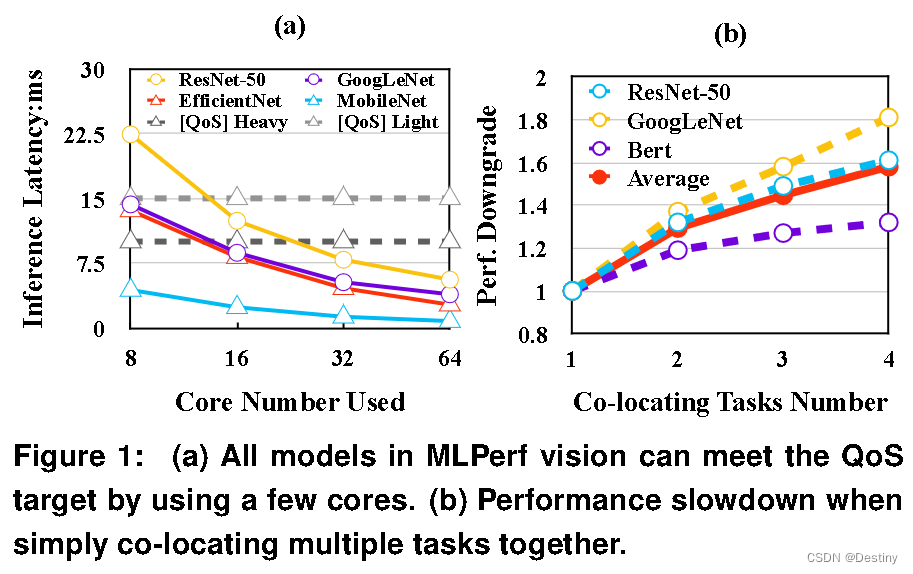 (a)
Inference Latency:ms
30
22.5
15
7.5
0
ResNet-50
GoogLeNet
EfficientNet
MobileNet
[QoS] Heavy
[QoS] Light
8
16
32
64
Core Number Used
(b)
Perf. Downgrade
2
1.8
1.6
1.4
1.2
1
0.8
ResNet-50
GoogLeNet
Bert
Average
1
2
3
4
Co-locating Tasks Number
Figure 1: (a) All models in MLPerf vision can meet the QoS
target by using a few cores. (b) Performance slowdown when
simply co-locating multiple tasks together.
CSDN @Destiny